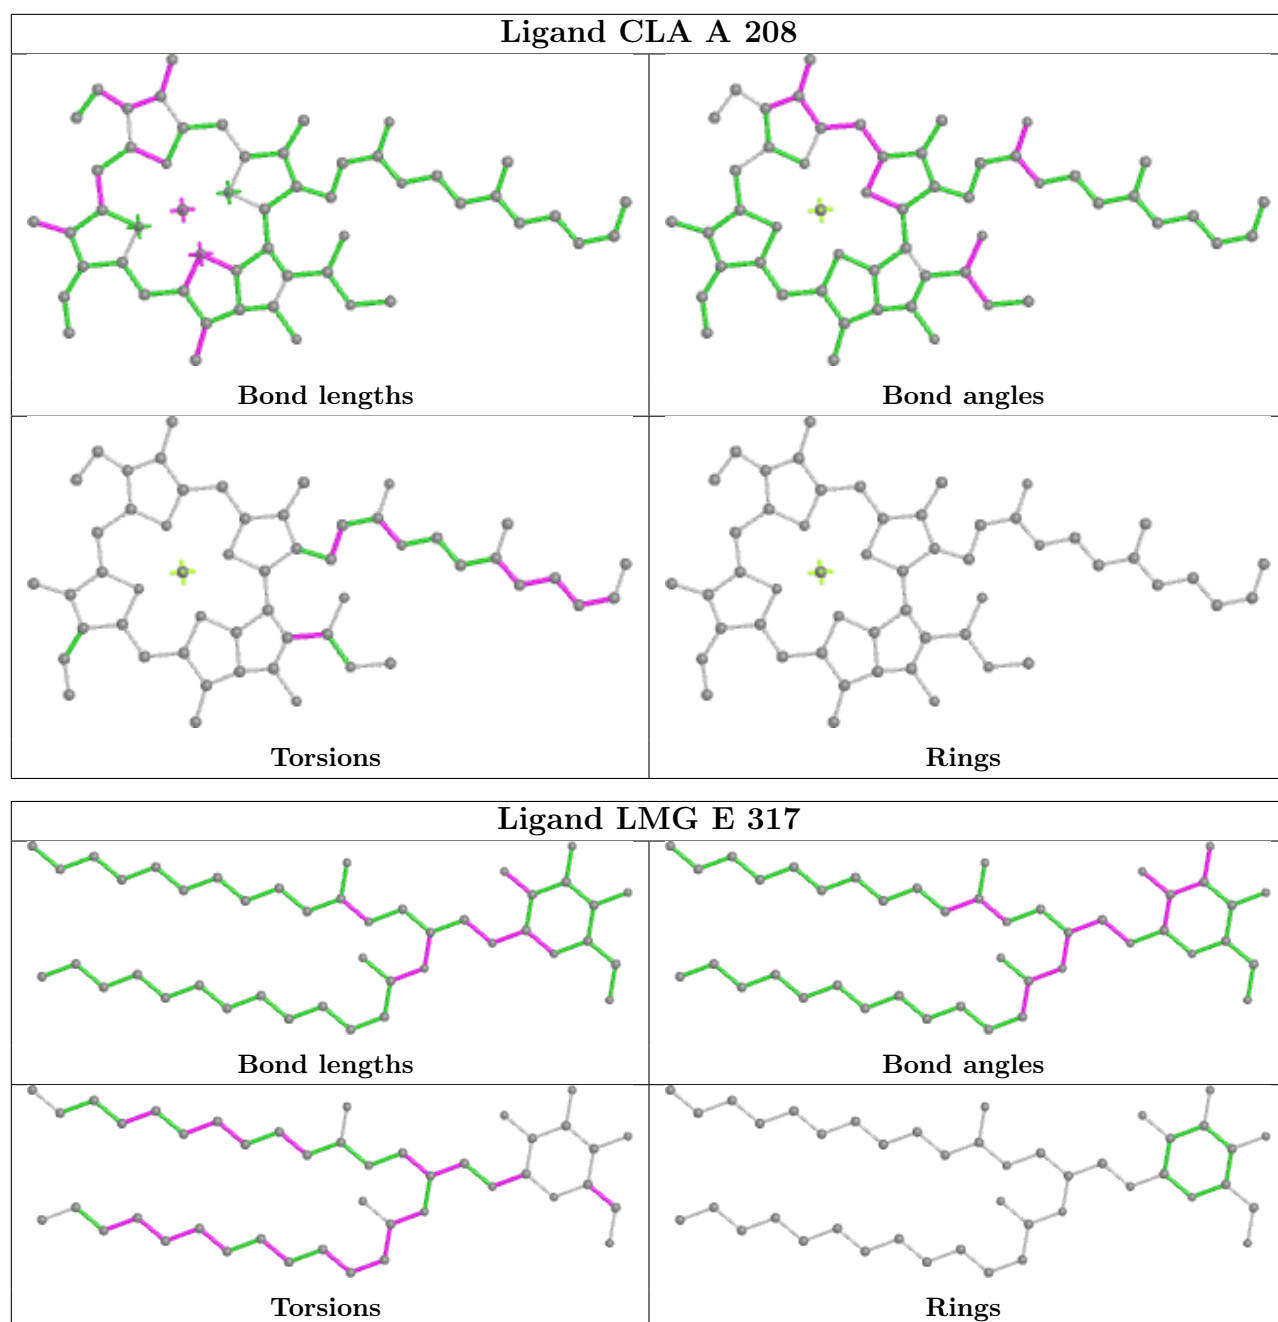 Ligand CLA A 208
Bond lengths
Bond angles
Torsions
Rings
Ligand LMG E 317
Bond lengths
Bond angles
Torsions
Rings